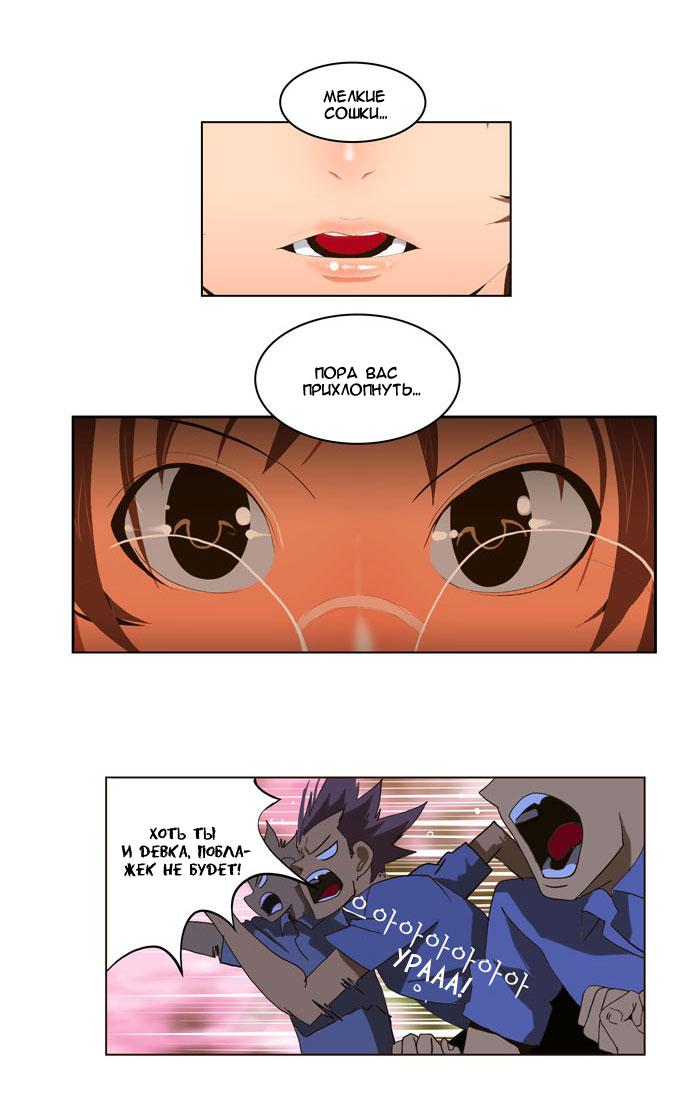 МЕЛКИЕ
СОШКИ...
ПОРА ВАС
ПРИХЛОПНУТЬ...
ХОТЬ ТЫ
И ДЕВКА, ПОБЛА-
ЖЕК НЕ БУДЕТ!
으아아아아아아
УРААА!